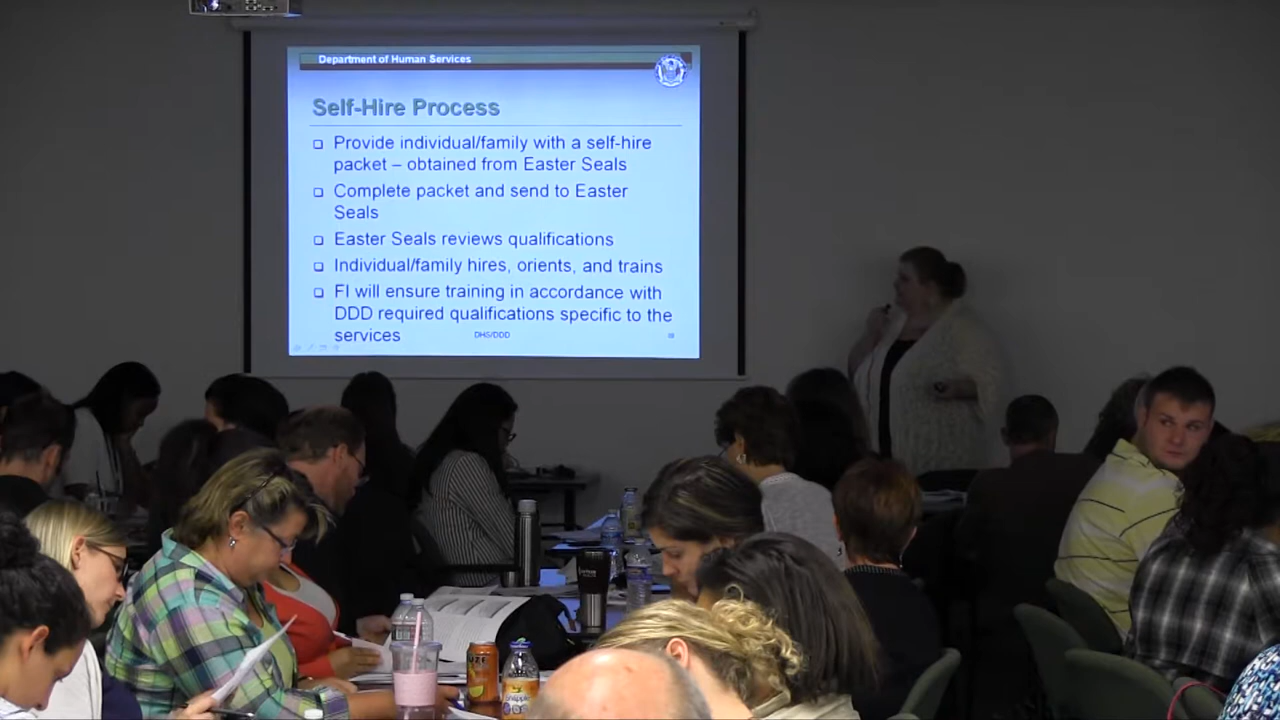 Department of Human Services
Self-Hire Process
Provide individual/family with a self-hire
packet – obtained from Easter Seals
Complete packet and send to Easter
Seals
Easter Seals reviews qualifications
Individual/family hires, orients, and trains
FI will ensure training in accordance with
DDD required qualifications specific to the
services
DHS/DDD